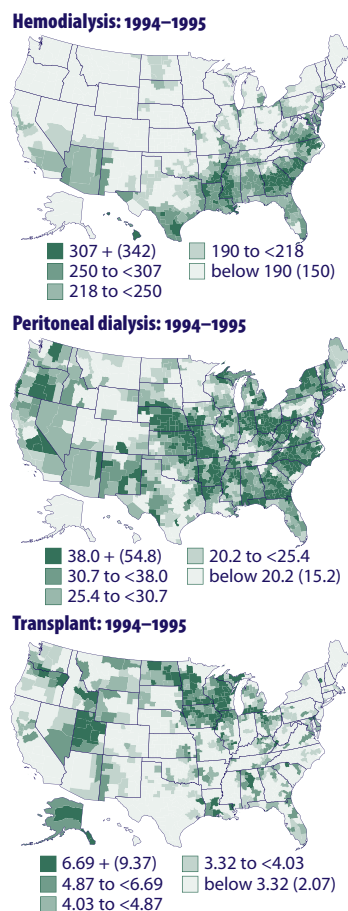 Hemodialysis: 1994–1995
307 + (342) 190 to <218
250 to <307 below 190 (150)
218 to <250
Peritoneal dialysis: 1994–1995
38.0 + (54.8) 20.2 to <25.4
30.7 to <38.0 below 20.2 (15.2)
25.4 to <30.7
Transplant: 1994–1995
6.69 + (9.37) 3.32 to <4.03
4.87 to <6.69 below 3.32 (2.07)
4.03 to <4.87